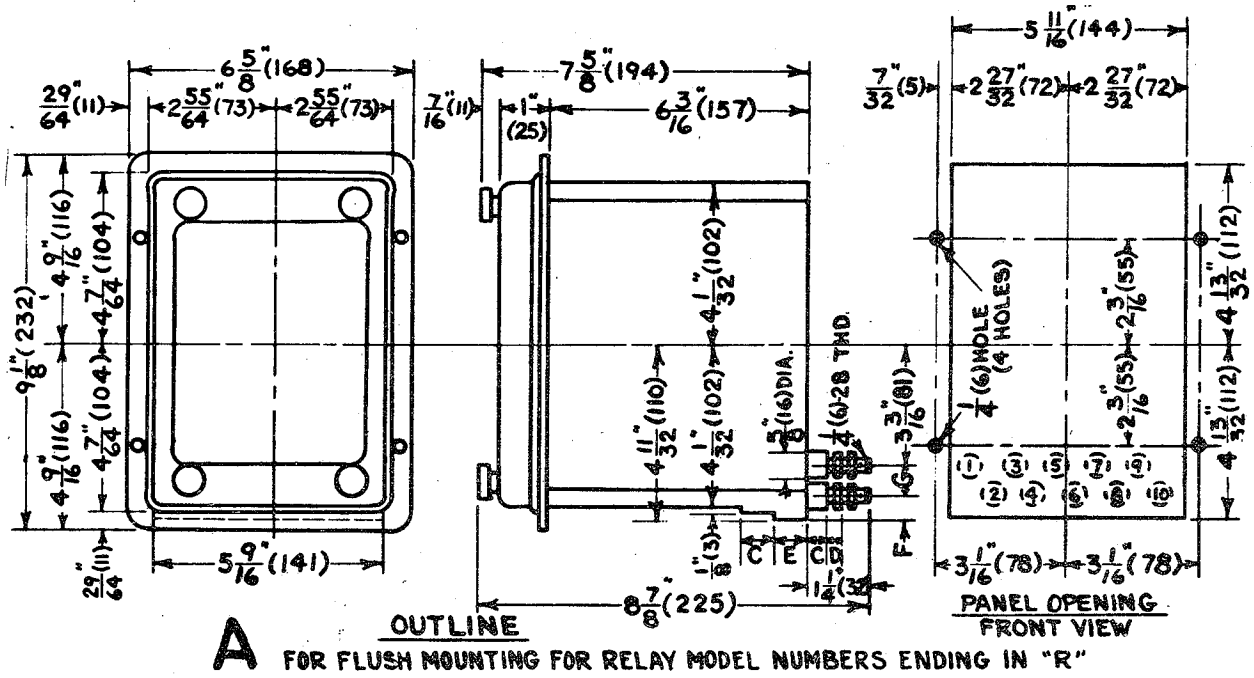 5 11/16" (144)
6 5/8" (168)
7 5/8" (194)
7/32" (5)
2 27/32" (72)
2 27/32" (72)
29/64" (11)
2 55/64" (73)
2 55/64" (73)
7/16" (11)
1" (25)
6 3/16" (157)
9 1/8" (232)
4 9/16" (116)
4 7/64" (104)
4 9/16" (116)
4 7/64" (104)
29/64" (11)
5 9/16" (141)
4 1/32" (102)
4 11/32" (110)
4 1/32" (102)
5/8" (16) DIA.
1/4" (6)-28 THD.
3 3/16" (81)
G
F
1/8" (3)
C
E
C
D
1 1/4" (32
8 7/8" (225)
1/4" (6) HOLE
(4 HOLES)
2 3/16" (55)
2 3/16" (55)
4 13/32" (112)
4 13/32" (112)
(1) (3) (5) (7) (9)
(2) (4) (6) (8) (10)
3 1/16" (78)
3 1/16" (78)
PANEL OPENING
FRONT VIEW
OUTLINE
A FOR FLUSH MOUNTING FOR RELAY MODEL NUMBERS ENDING IN "R"